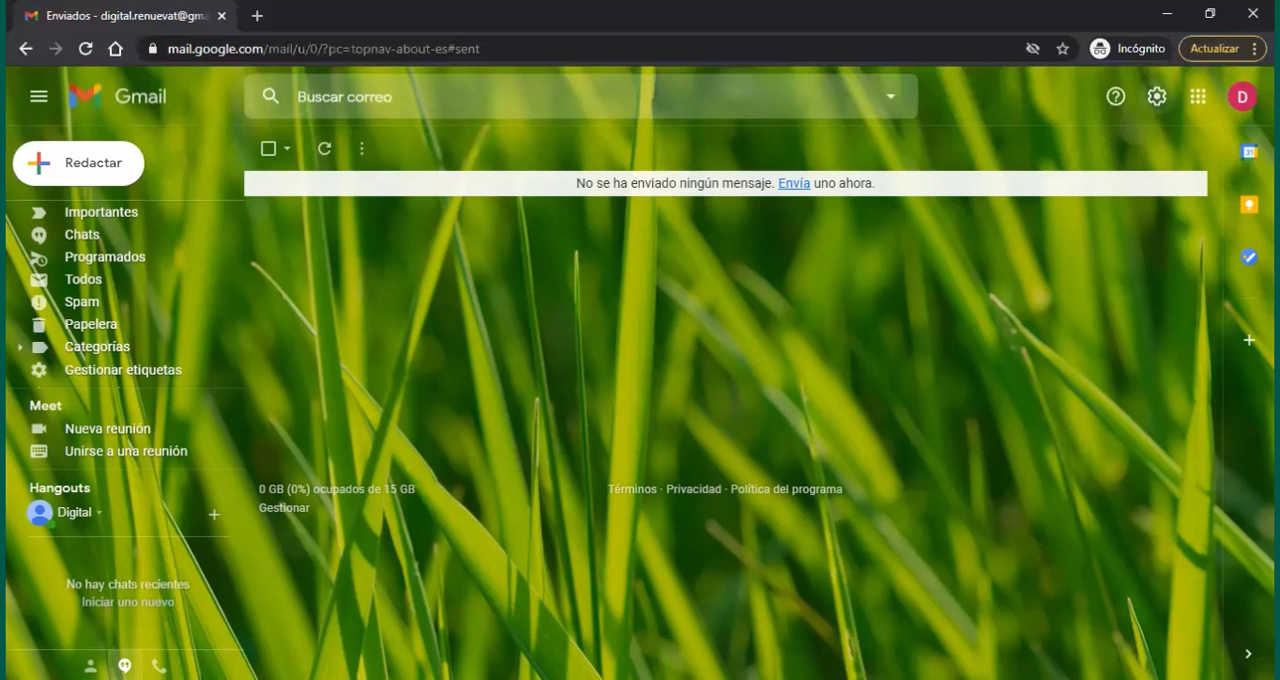 Enviados - digital.renuevat@gma
mail.google.com/mail/u/0/?pc=topnav-about-es#sent
Incógnito
Actualizar
Gmail
Buscar correo
D
Redactar
31
No se ha enviado ningún mensaje. Envía uno ahora.
Importantes
Chats
Programados
Todos
Spam
Papelera
Categorías
Gestionar etiquetas
Meet
Nueva reunión
Unirse a una reunión
Hangouts
Digital
0 GB (0%) ocupados de 15 GB
Gestionar
Términos · Privacidad · Política del programa
No hay chats recientes
Iniciar uno nuevo